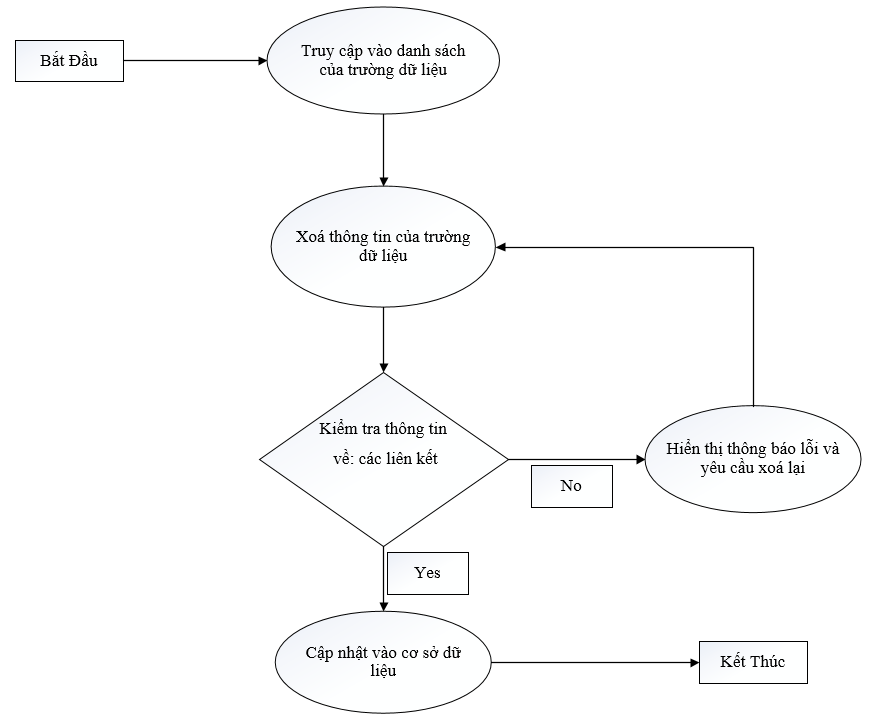 Bắt Đầu
Truy cập vào danh sách
của trường dữ liệu
Xoá thông tin của trường
dữ liệu
Kiểm tra thông tin
về: các liên kết
Hiển thị thông báo lỗi và
yêu cầu xoá lại
No
Yes
Cập nhật vào cơ sở dữ
liệu
Kết Thúc